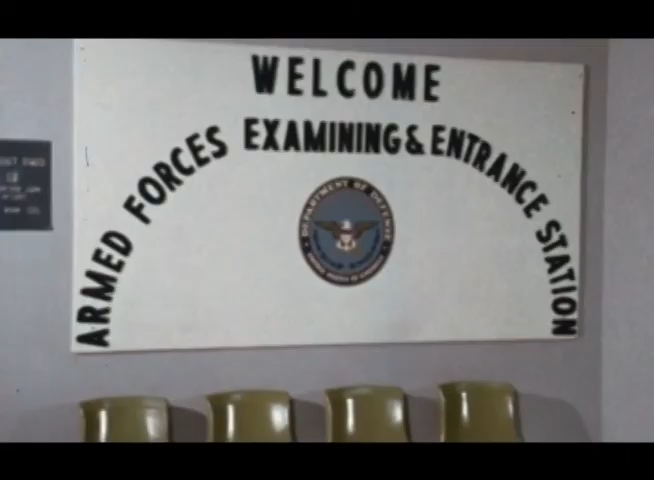 WELCOME
ARMED FORCES EXAMINING & ENTRANCE STATION
DEPARTMENT OF DEFENSE